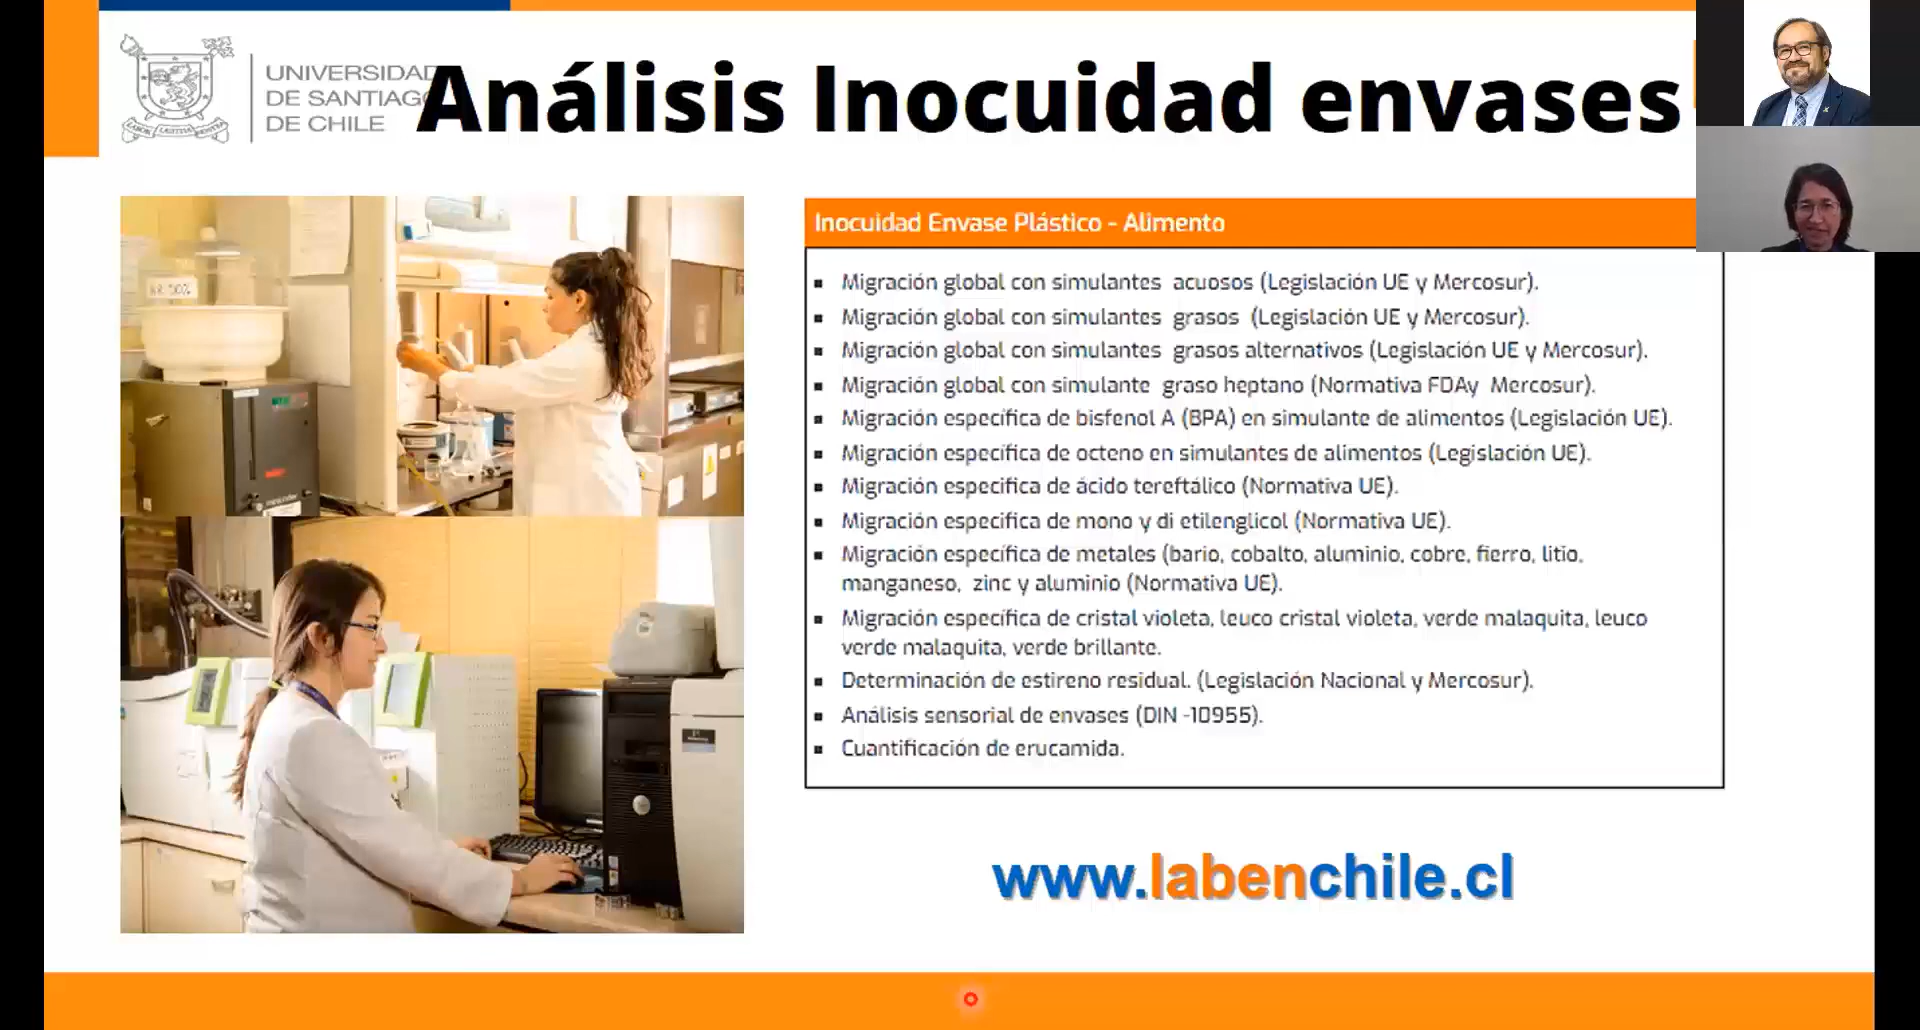 UNIVERSIDAD
DE SANTIAGO
DE CHILE
Análisis Inocuidad envases
Inocuidad Envase Plástico - Alimento
▪ Migración global con simulantes acuosos (Legislación UE y Mercosur).
▪ Migración global con simulantes grasos (Legislación UE y Mercosur).
▪ Migración global con simulantes grasos alternativos (Legislación UE y Mercosur).
▪ Migración global con simulante graso heptano (Normativa FDAy Mercosur).
▪ Migración específica de bisfenol A (BPA) en simulante de alimentos (Legislación UE).
▪ Migración específica de octeno en simulantes de alimentos (Legislación UE).
▪ Migración específica de ácido tereftálico (Normativa UE).
▪ Migración específica de mono y di etilenglicol (Normativa UE).
▪ Migración específica de metales (bario, cobalto, aluminio, cobre, fierro, litio,
manganeso, zinc y aluminio (Normativa UE).
▪ Migración específica de cristal violeta, leuco cristal violeta, verde malaquita, leuco
verde malaquita, verde brillante.
▪ Determinación de estireno residual. (Legislación Nacional y Mercosur).
▪ Análisis sensorial de envases (DIN -10955).
▪ Cuantificación de erucamida.
www.labenchile.cl